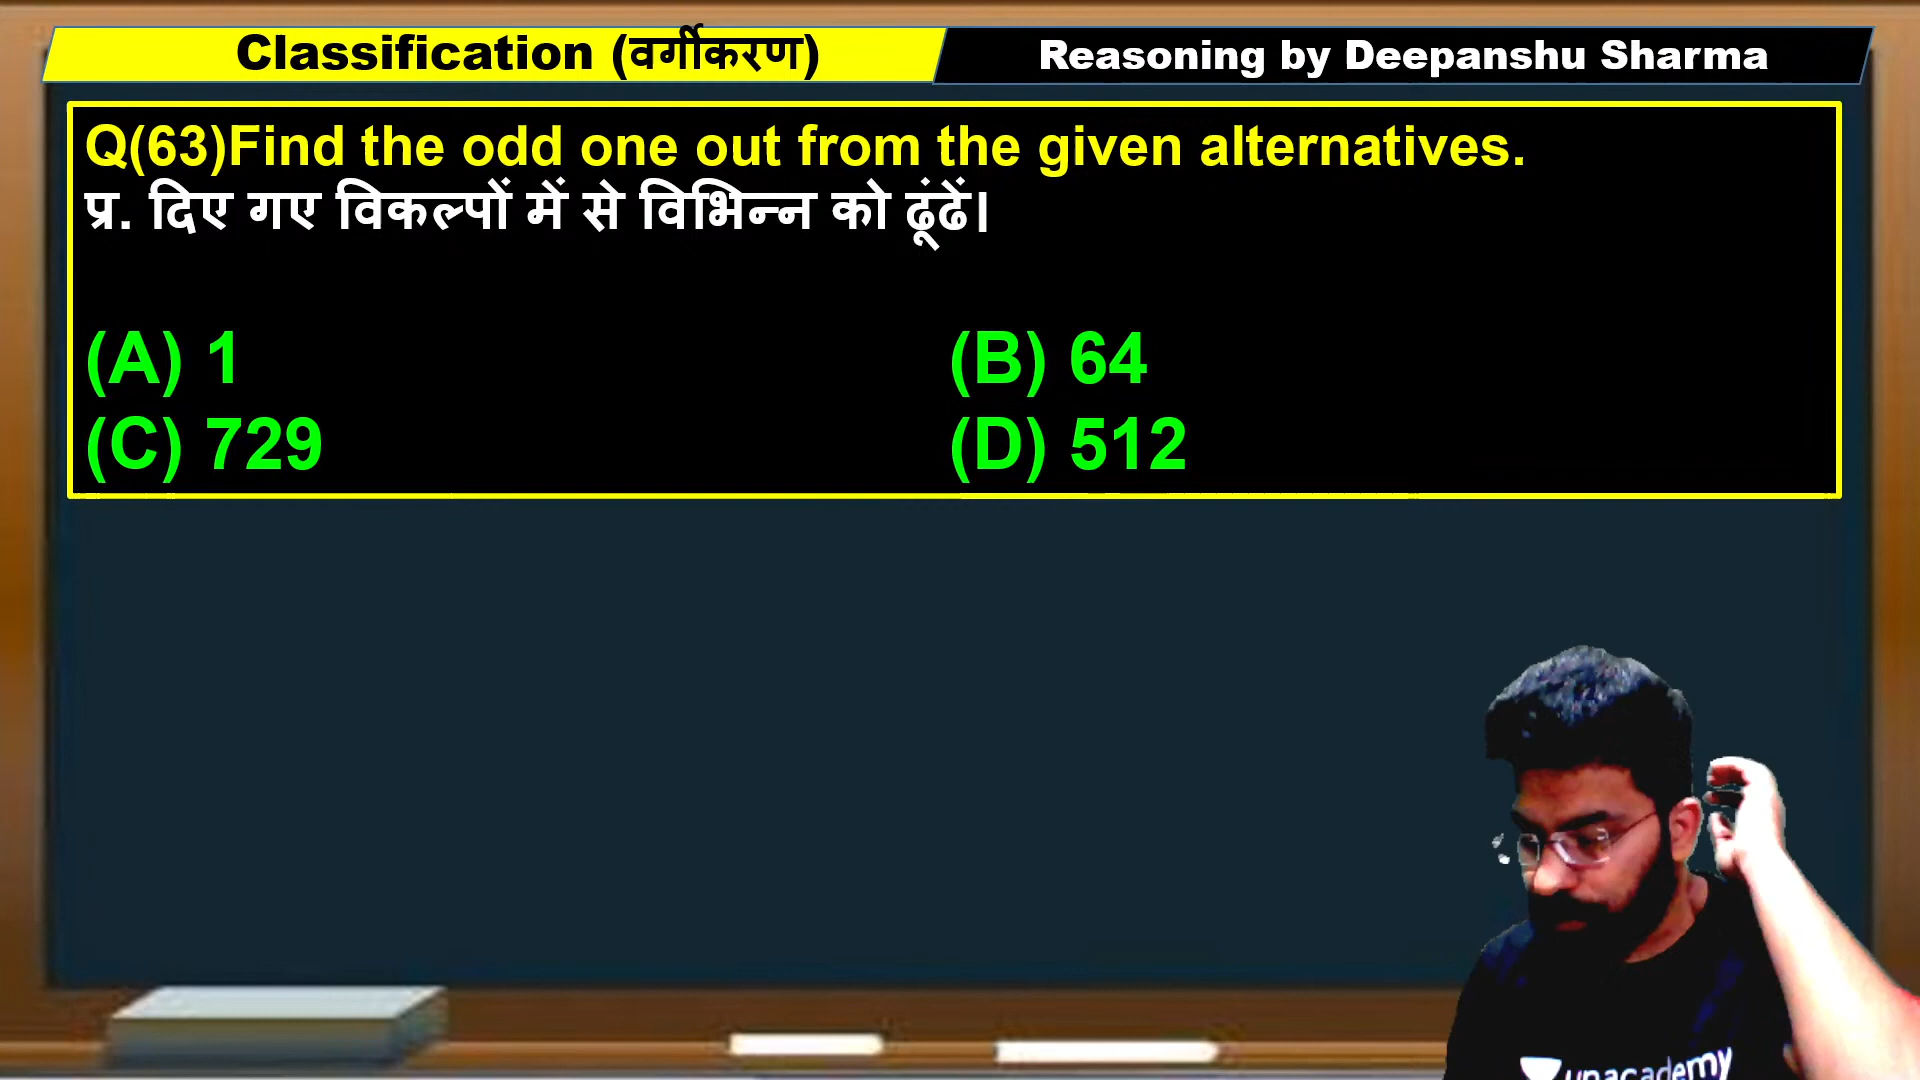 Classification (वर्गीकरण)
Reasoning by Deepanshu Sharma
Q(63)Find the odd one out from the given alternatives.
प्र. दिए गए विकल्पों में से विभिन्न को ढूंढें।
(A) 1 (B) 64
(C) 729 (D) 512
unacademy